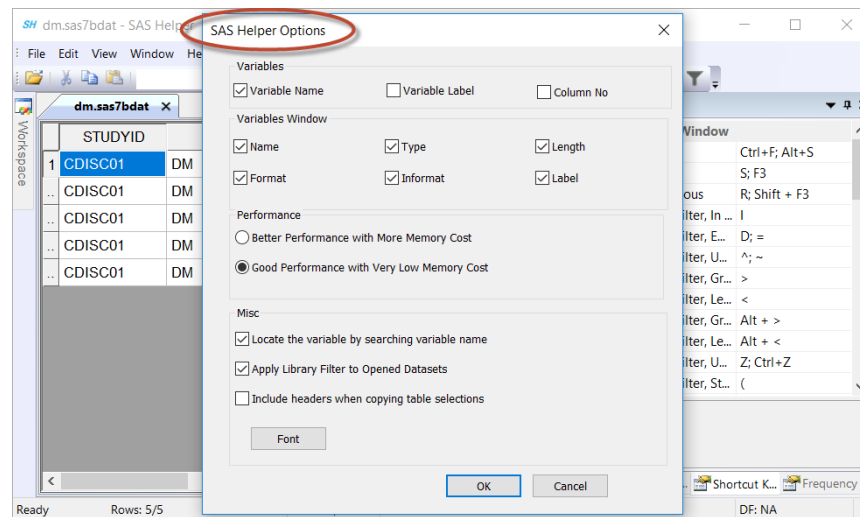 SH dm.sas7bdat - SAS Helper
SAS Helper Options
File Edit View Window
dm.sas7bdat
Workspace
STUDYID
1 CDISC01 DM
.. CDISC01 DM
.. CDISC01 DM
.. CDISC01 DM
.. CDISC01 DM
Ready Rows: 5/5
Variables
Variable Name Variable Label Column No
Variables Window
Name Type Length
Format Informat Label
Performance
Better Performance with More Memory Cost
Good Performance with Very Low Memory Cost
Misc
Locate the variable by searching variable name
Apply Library Filter to Opened Datasets
Include headers when copying table selections
Font
OK Cancel
Window
Ctrl+F; Alt+S
S; F3
ous R; Shift + F3
ilter, In ... I
ilter, E... D; =
ilter, U... ^; ~
ilter, Gr... >
ilter, Le... <
ilter, Gr... Alt + >
ilter, Le... Alt + <
ilter, U... Z; Ctrl+Z
ilter, St... (
Shortcut K... Frequency
DF: NA